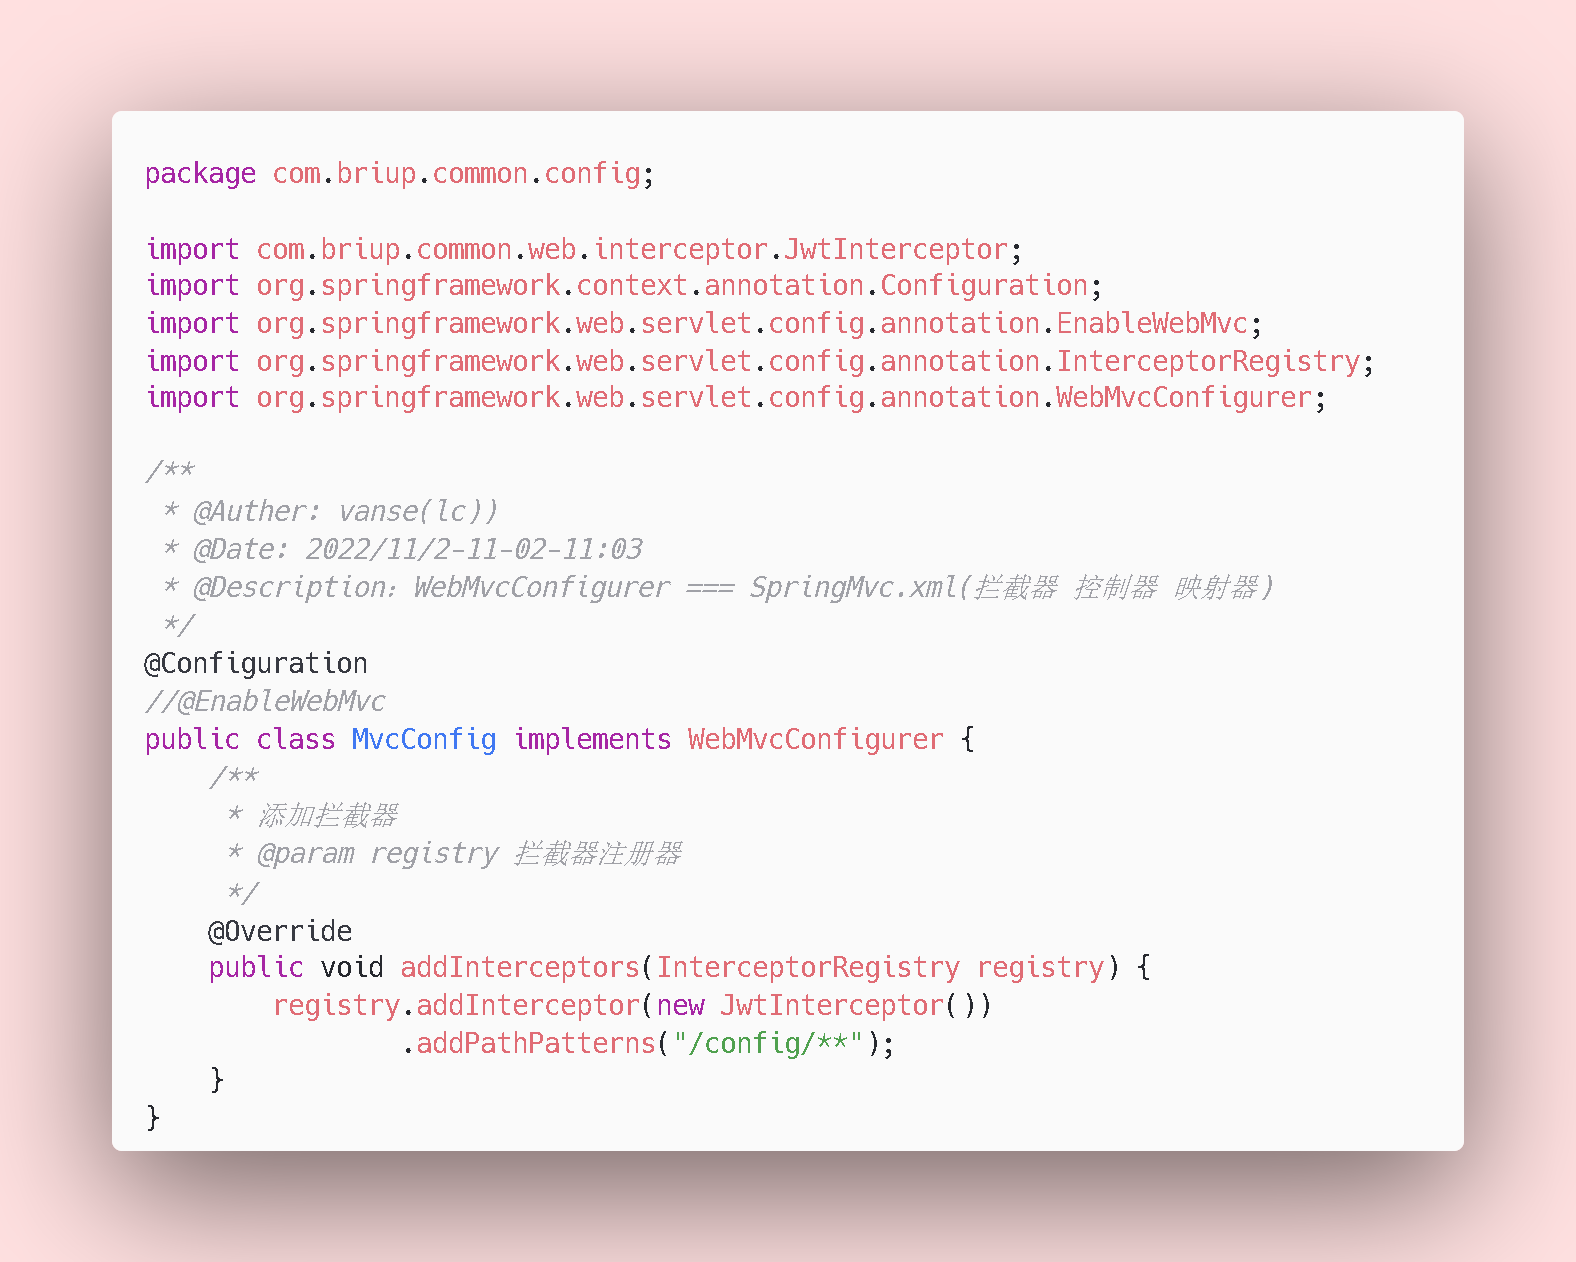 package com.briup.common.config;

import com.briup.common.web.interceptor.JwtInterceptor;
import org.springframework.context.annotation.Configuration;
import org.springframework.web.servlet.config.annotation.EnableWebMvc;
import org.springframework.web.servlet.config.annotation.InterceptorRegistry;
import org.springframework.web.servlet.config.annotation.WebMvcConfigurer;

/**
 * @Auther: vanse(lc))
 * @Date: 2022/11/2-11-02-11:03
 * @Description：WebMvcConfigurer === SpringMvc.xml(拦截器 控制器 映射器)
 */
@Configuration
//@EnableWebMvc
public class MvcConfig implements WebMvcConfigurer {
    /**
     * 添加拦截器
     * @param registry 拦截器注册器
     */
    @Override
    public void addInterceptors(InterceptorRegistry registry) {
        registry.addInterceptor(new JwtInterceptor())
                .addPathPatterns("/config/**");
    }
}